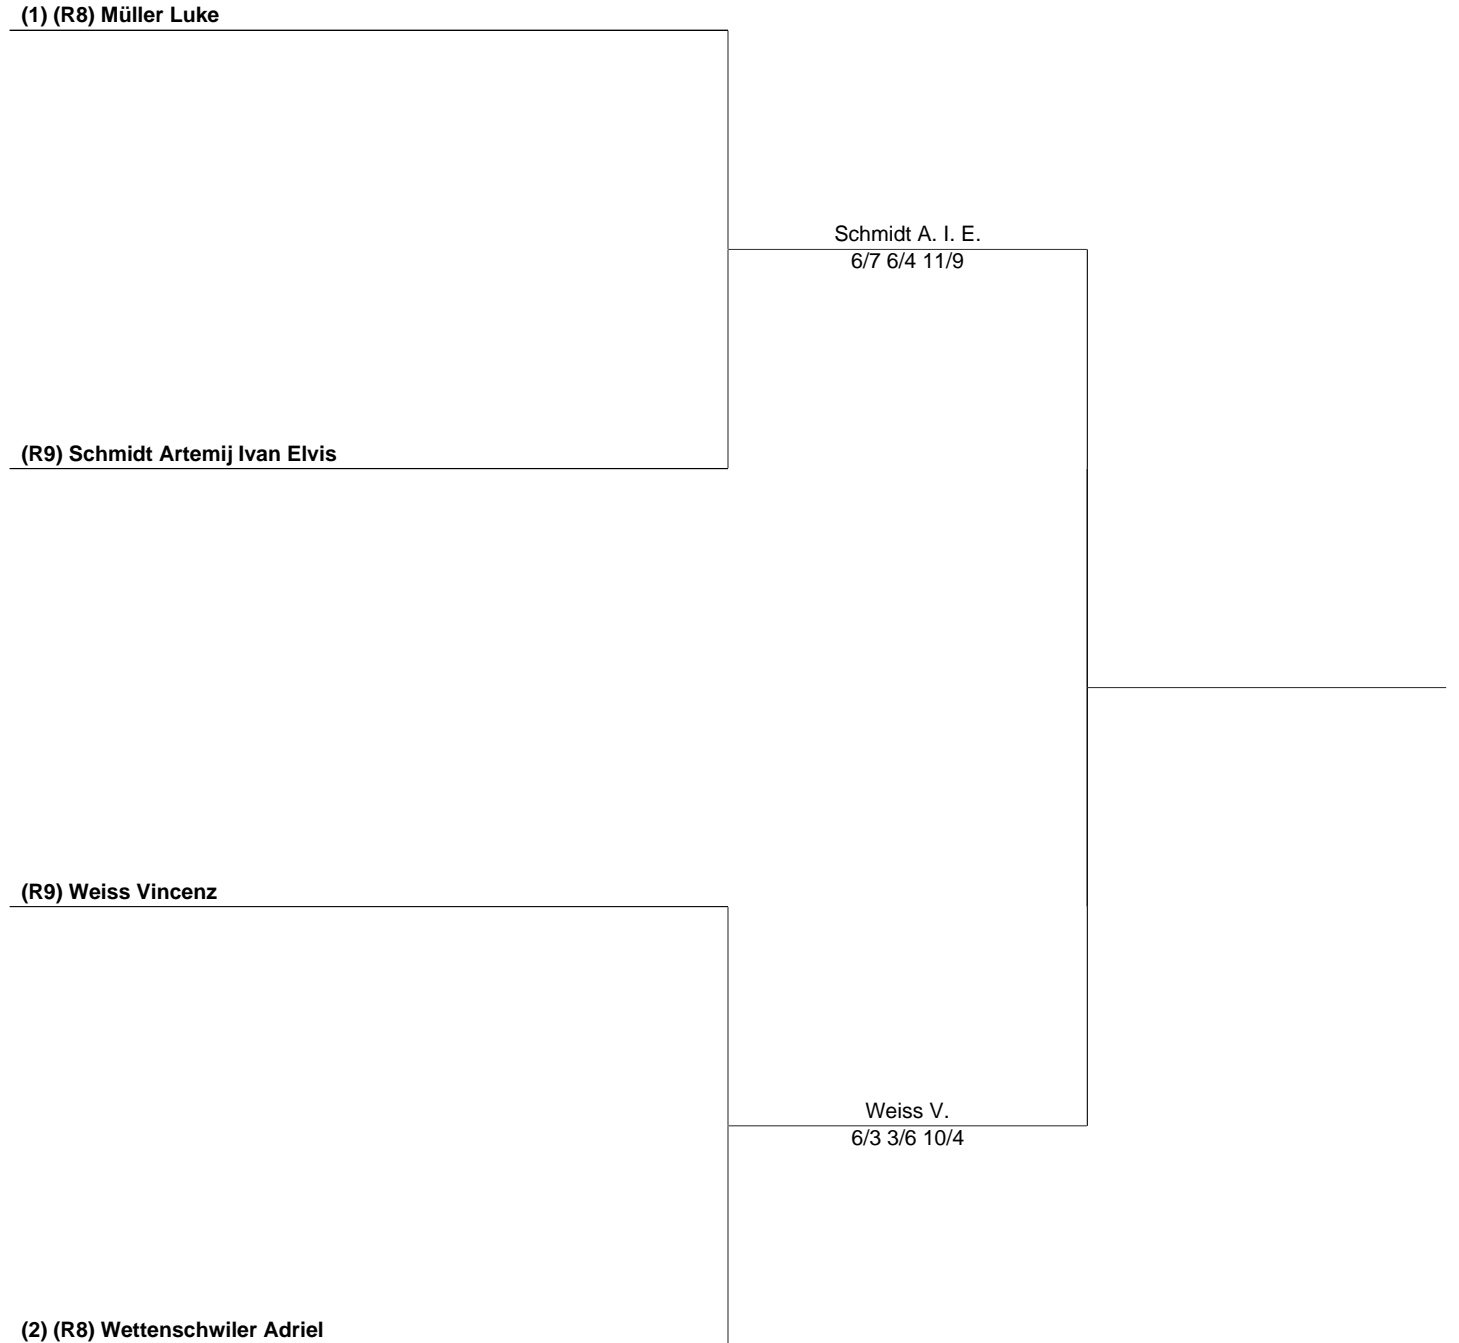 (1) (R8) Müller Luke
Schmidt A. I. E.
6/7 6/4 11/9
(R9) Schmidt Artemij Ivan Elvis
(R9) Weiss Vincenz
Weiss V.
6/3 3/6 10/4
(2) (R8) Wettenschwiler Adriel